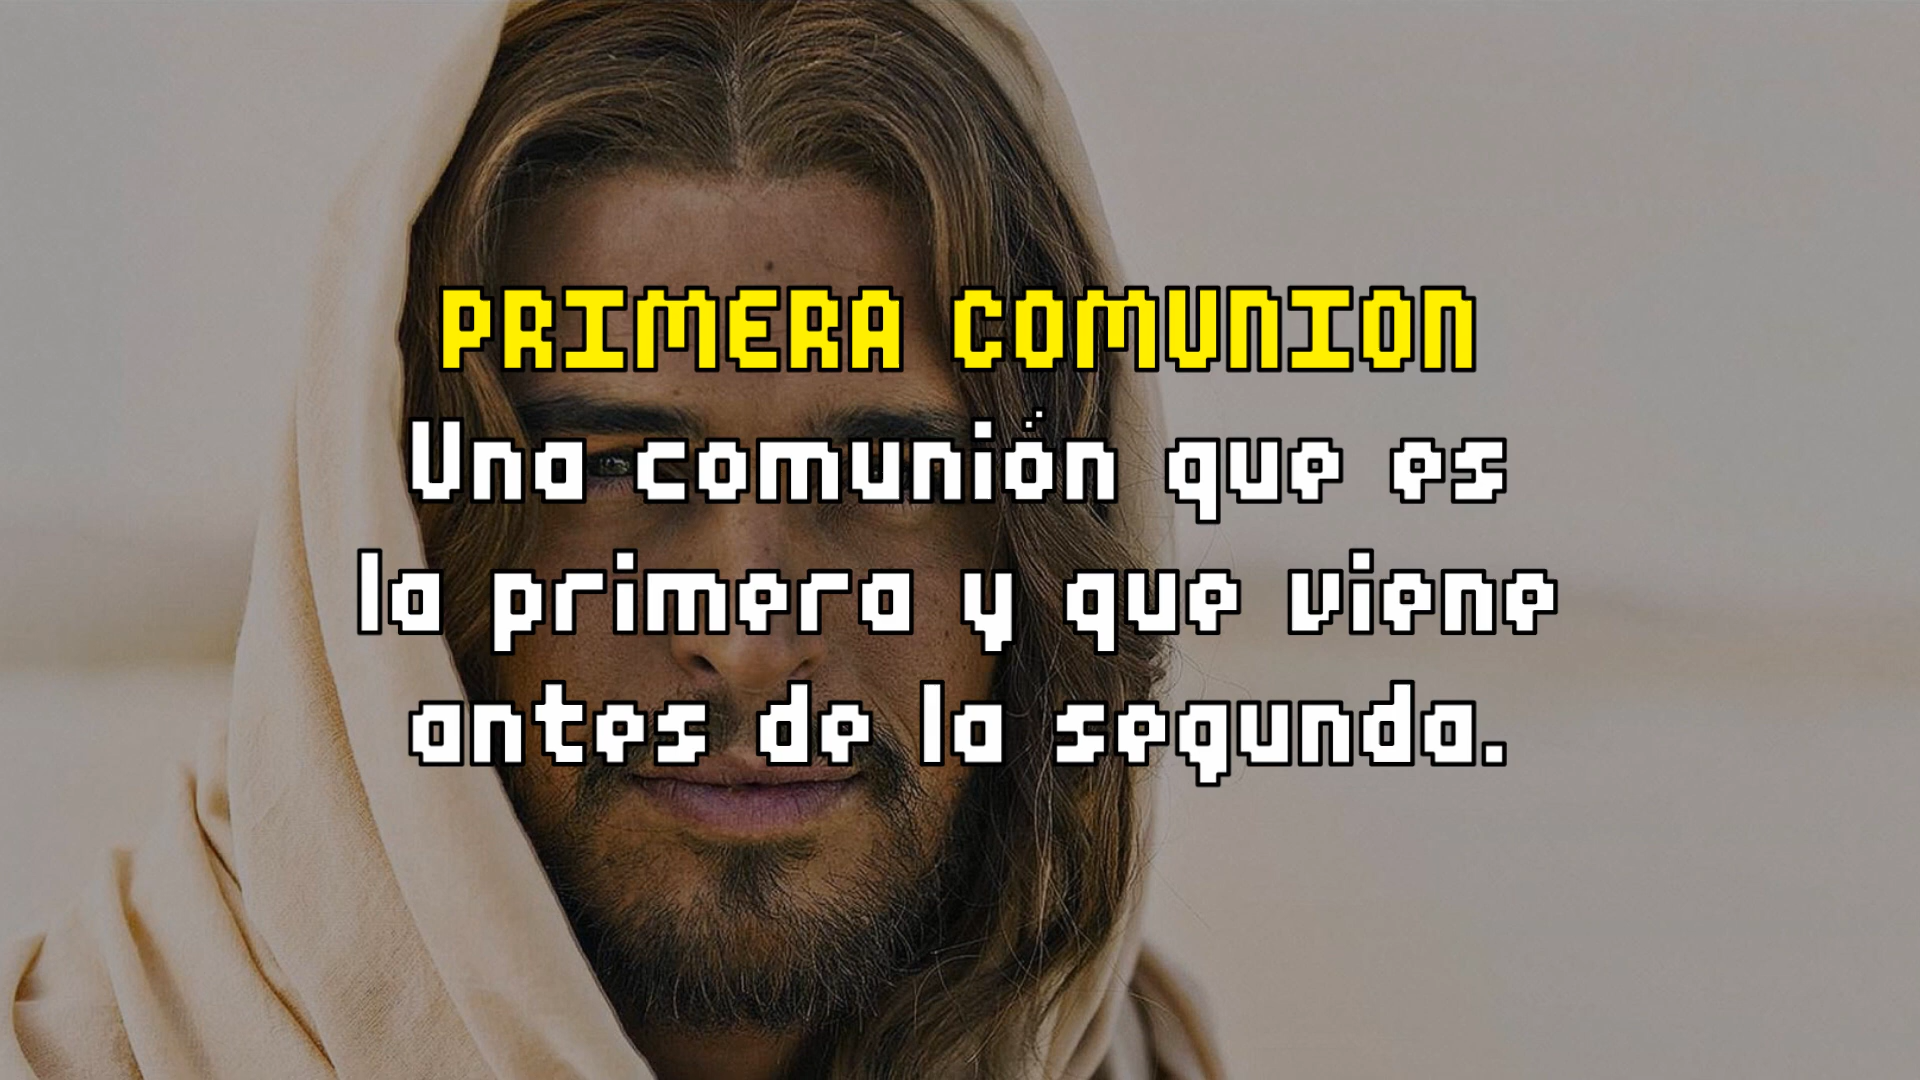 PRIMERA COMUNION
Una comunión que es
la primera y que viene
antes de la segunda.